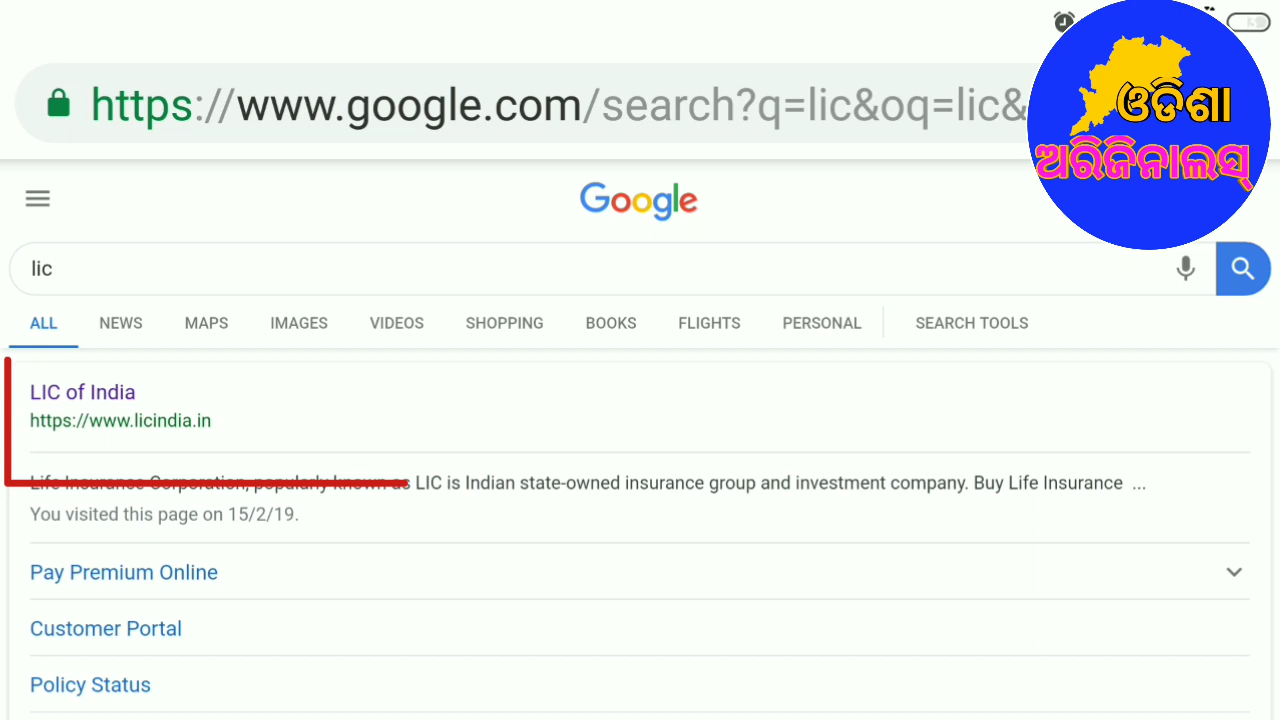 https://www.google.com/search?q=lic&oq=lic&
ଓଡିଶା
ଅରିଜିନାଲସ୍
Google
lic
ALL NEWS MAPS IMAGES VIDEOS SHOPPING BOOKS FLIGHTS PERSONAL SEARCH TOOLS
LIC of India
https://www.licindia.in
Life Insurance Corporation, popularly known as LIC is Indian state-owned insurance group and investment company. Buy Life Insurance ...
You visited this page on 15/2/19.
Pay Premium Online
Customer Portal
Policy Status